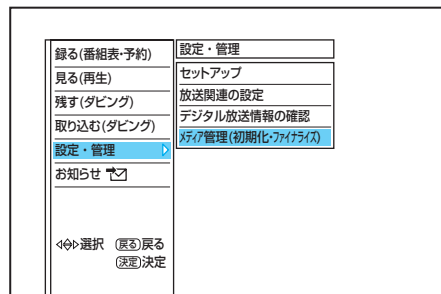 録る(番組表・予約)
見る(再生)
残す(ダビング)
取り込む(ダビング)
設定・管理
お知らせ
選択 戻る戻る
決定決定
設定・管理
セットアップ
放送関連の設定
デジタル放送情報の確認
メディア管理(初期化・ファイナライズ)